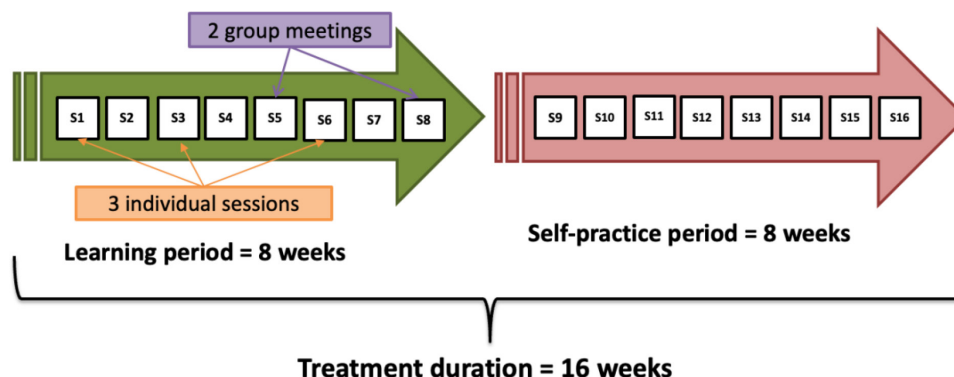 2 group meetings
S1 S2 S3 S4 S5 S6 S7 S8
S9 S10 S11 S12 S13 S14 S15 S16
3 individual sessions
Learning period = 8 weeks
Self-practice period = 8 weeks
Treatment duration = 16 weeks